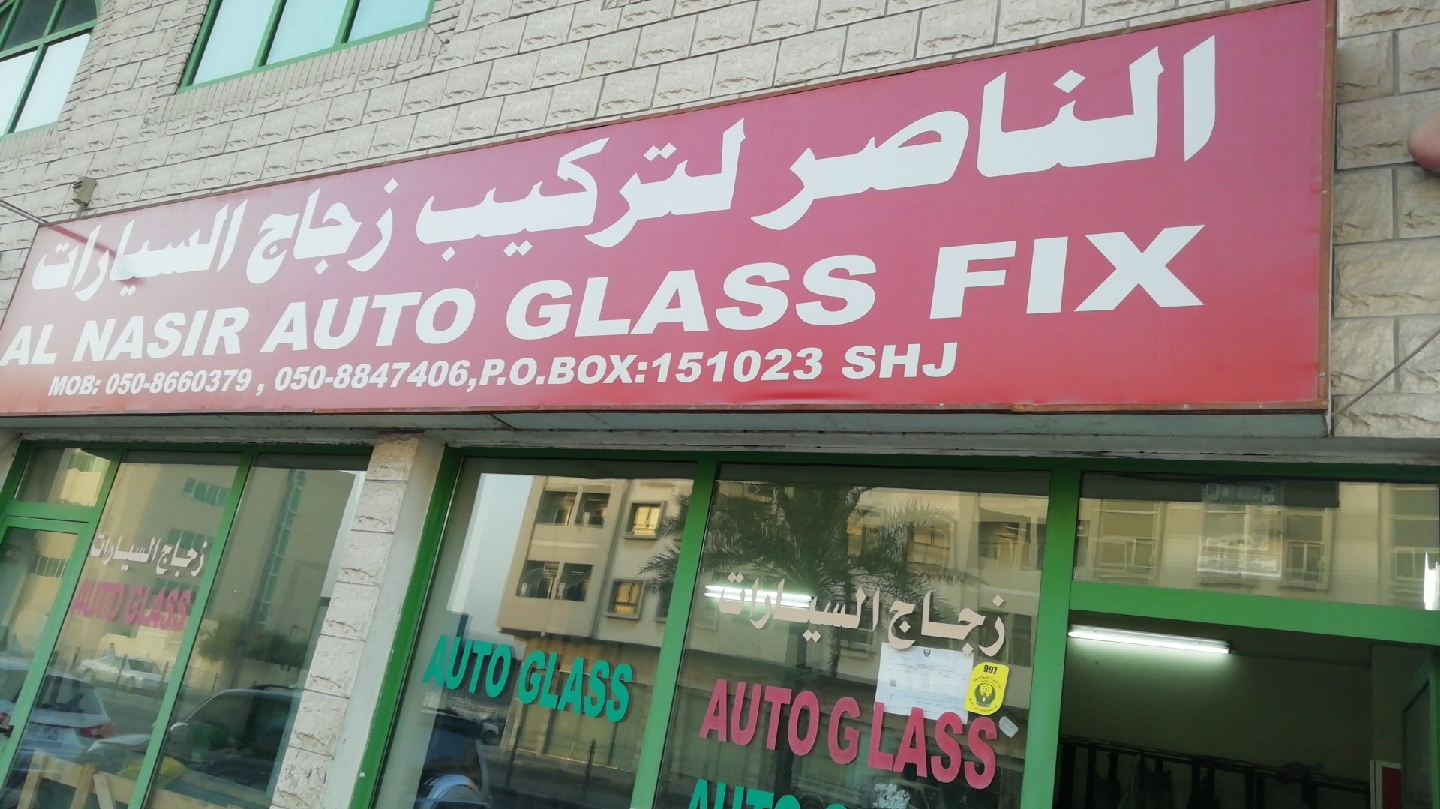 الناصر لتركيب زجاج السيارات
AL NASIR AUTO GLASS FIX
MOB: 050-8660379 , 050-8847406,P.O.BOX:151023 SHJ
زجاج السيارات
AUTO GLASS
AUTO GLASS
زجاج السيارات
997
AUTO GLASS